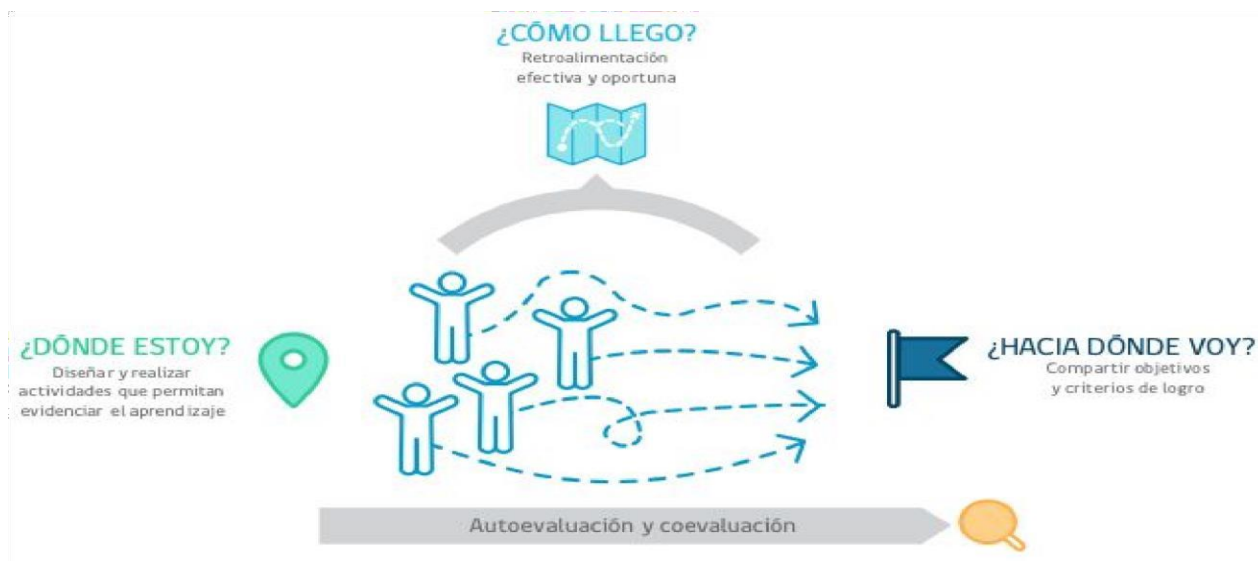 ¿CÓMO LLEGO?
Retroalimentación
efectiva y oportuna
¿DÓNDE ESTOY?
Diseñar y realizar
actividades que permitan
evidenciar el aprendizaje
¿HACIA DÓNDE VOY?
Compartir objetivos
y criterios de logro
Autoevaluación y coevaluación